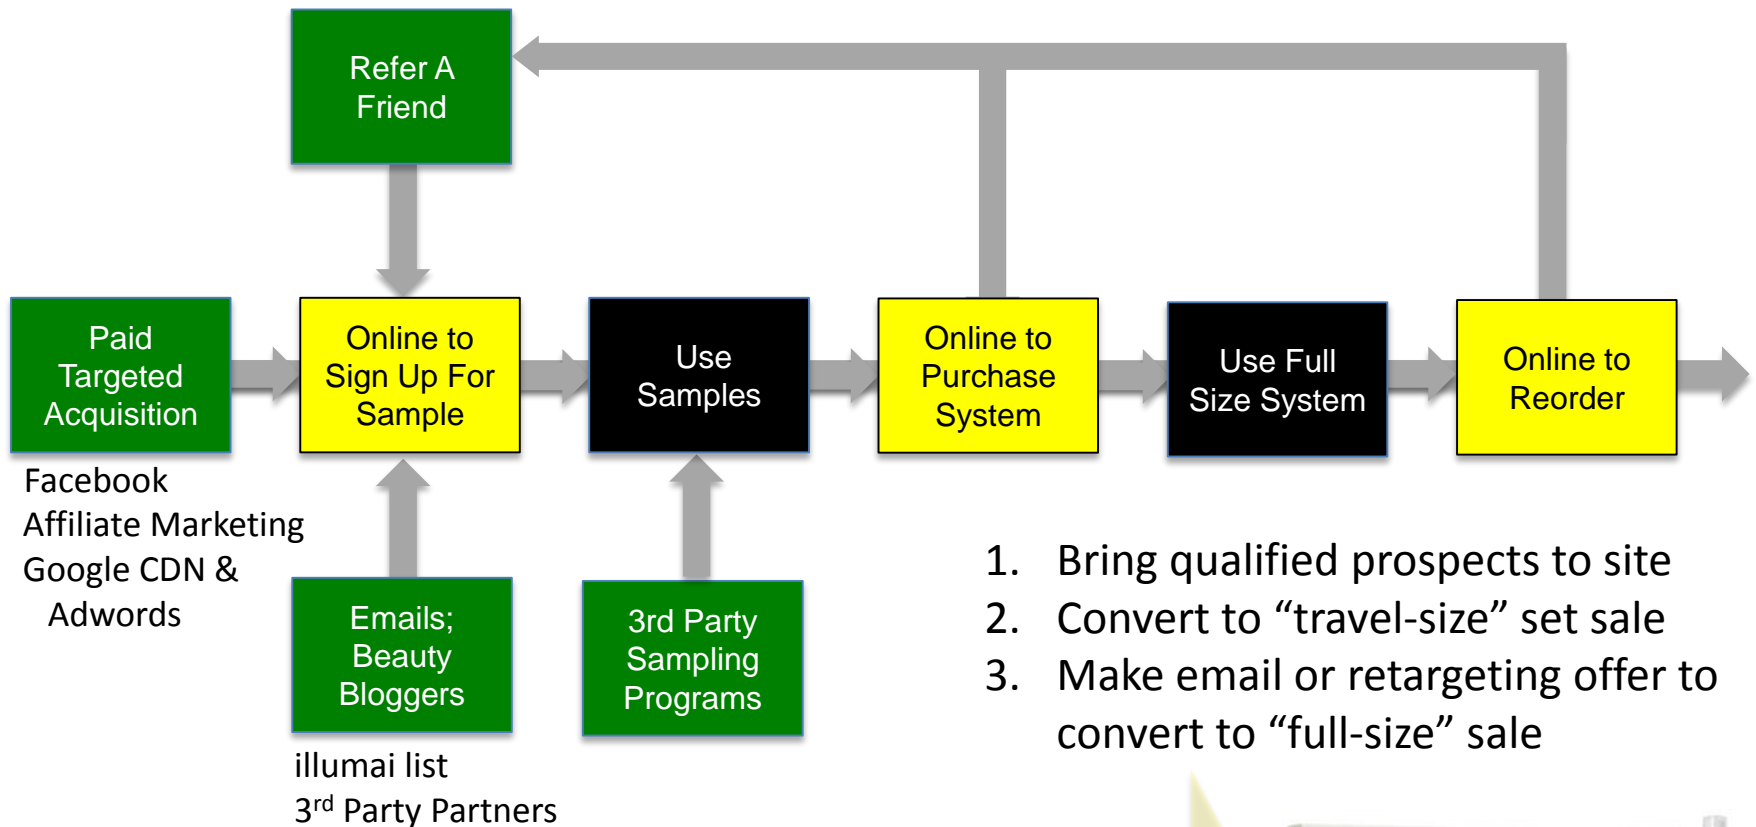 Refer A
Friend
Paid
Targeted
Acquisition
Online to
Sign Up For
Sample
Use
Samples
Online to
Purchase
System
Use Full
Size System
Online to
Reorder
Facebook
Affiliate Marketing
Google CDN &
Adwords
Emails;
Beauty
Bloggers
illumai list
3rd Party Partners
3rd Party
Sampling
Programs
1. Bring qualified prospects to site
2. Convert to “travel-size” set sale
3. Make email or retargeting offer to
convert to “full-size” sale